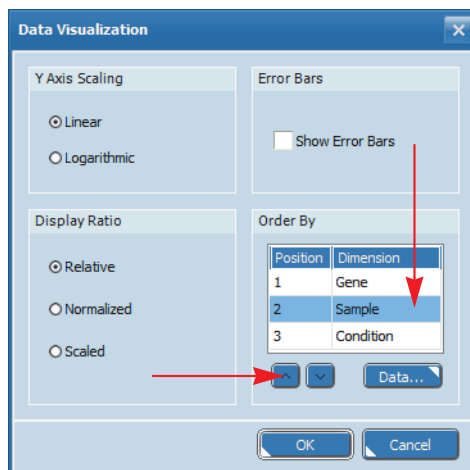 Data Visualization
Y Axis Scaling
Linear
Logarithmic
Error Bars
Show Error Bars
Display Ratio
Relative
Normalized
Scaled
Order By
Position Dimension
1 Gene
2 Sample
3 Condition
Data...
OK Cancel